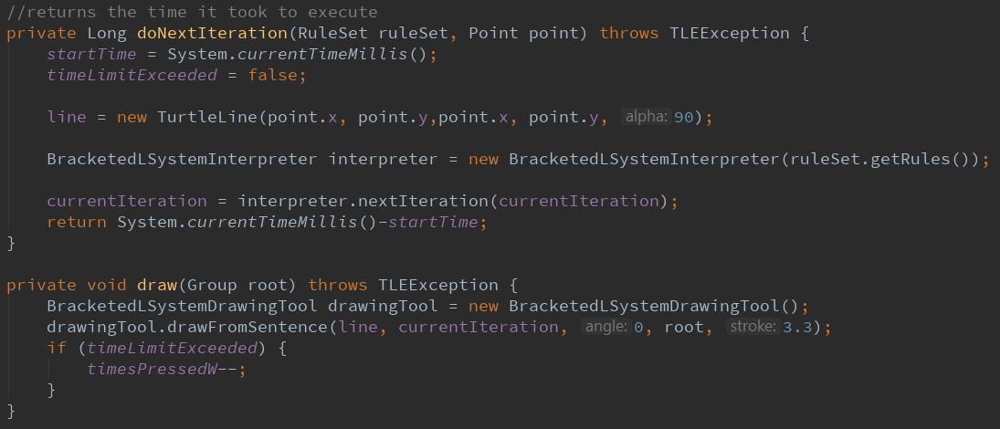 //returns the time it took to execute
private Long doNextIteration(RuleSet ruleSet, Point point) throws TLEException {
    startTime = System.currentTimeMillis();
    timeLimitExceeded = false;

    line = new TurtleLine(point.x, point.y,point.x, point.y, alpha: 90);

    BracketedLSystemInterpreter interpreter = new BracketedLSystemInterpreter(ruleSet.getRules());

    currentIteration = interpreter.nextIteration(currentIteration);
    return System.currentTimeMillis()-startTime;
}

private void draw(Group root) throws TLEException {
    BracketedLSystemDrawingTool drawingTool = new BracketedLSystemDrawingTool();
    drawingTool.drawFromSentence(line, currentIteration, angle: 0, root, stroke: 3.3);
    if (timeLimitExceeded) {
        timesPressedW--;
    }
}